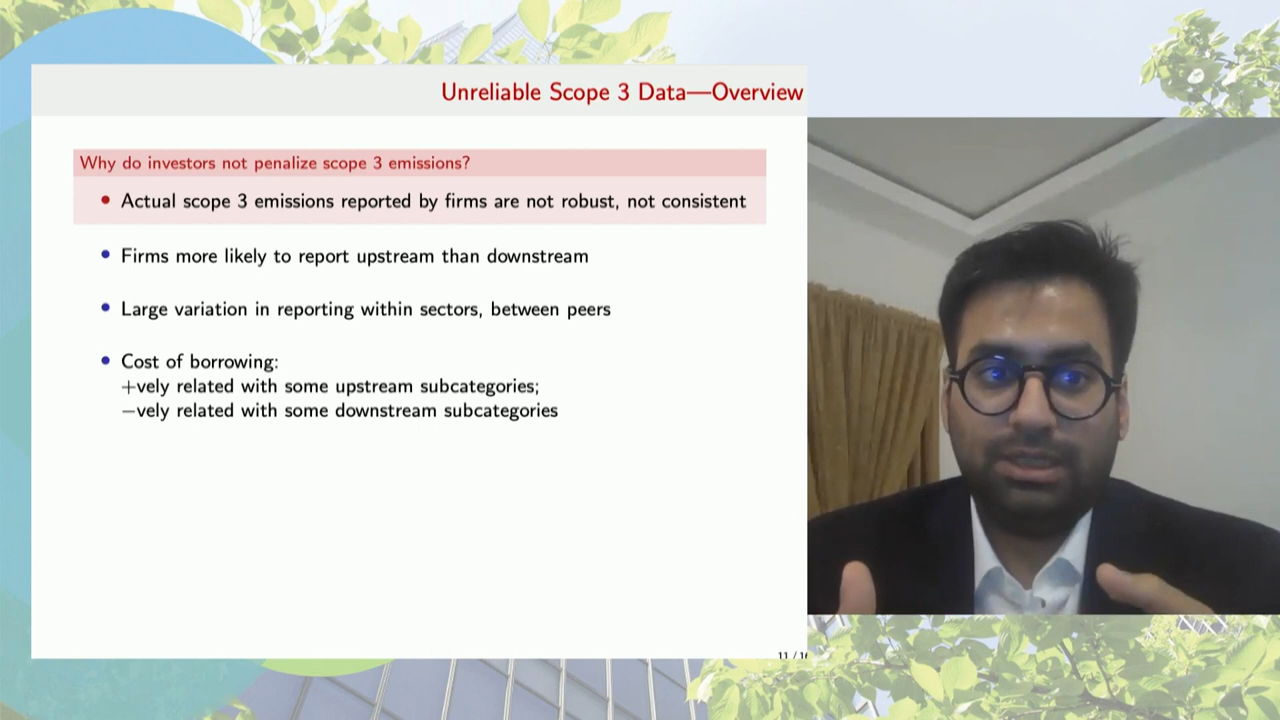 Unreliable Scope 3 Data—Overview
Why do investors not penalize scope 3 emissions?
• Actual scope 3 emissions reported by firms are not robust, not consistent
• Firms more likely to report upstream than downstream
• Large variation in reporting within sectors, between peers
• Cost of borrowing:
+vely related with some upstream subcategories;
−vely related with some downstream subcategories
11 / 16